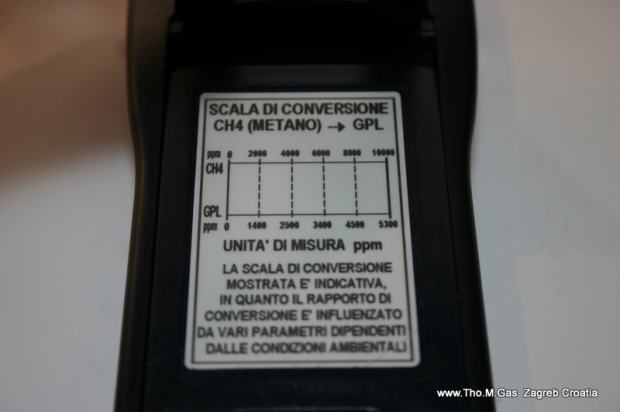 SCALA DI CONVERSIONE
CH4 (METANO) → GPL
ppm 0 2000 4000 6000 8000 10000
CH4
GPL
ppm 0 1400 2500 3400 4500 5300
UNITA' DI MISURA ppm
LA SCALA DI CONVERSIONE
MOSTRATA E' INDICATIVA,
IN QUANTO IL RAPPORTO DI
CONVERSIONE E' INFLUENZATO
DA VARI PARAMETRI DIPENDENTI
DALLE CONDIZIONI AMBIENTALI
www.Tho.M.Gas Zagreb Croatia